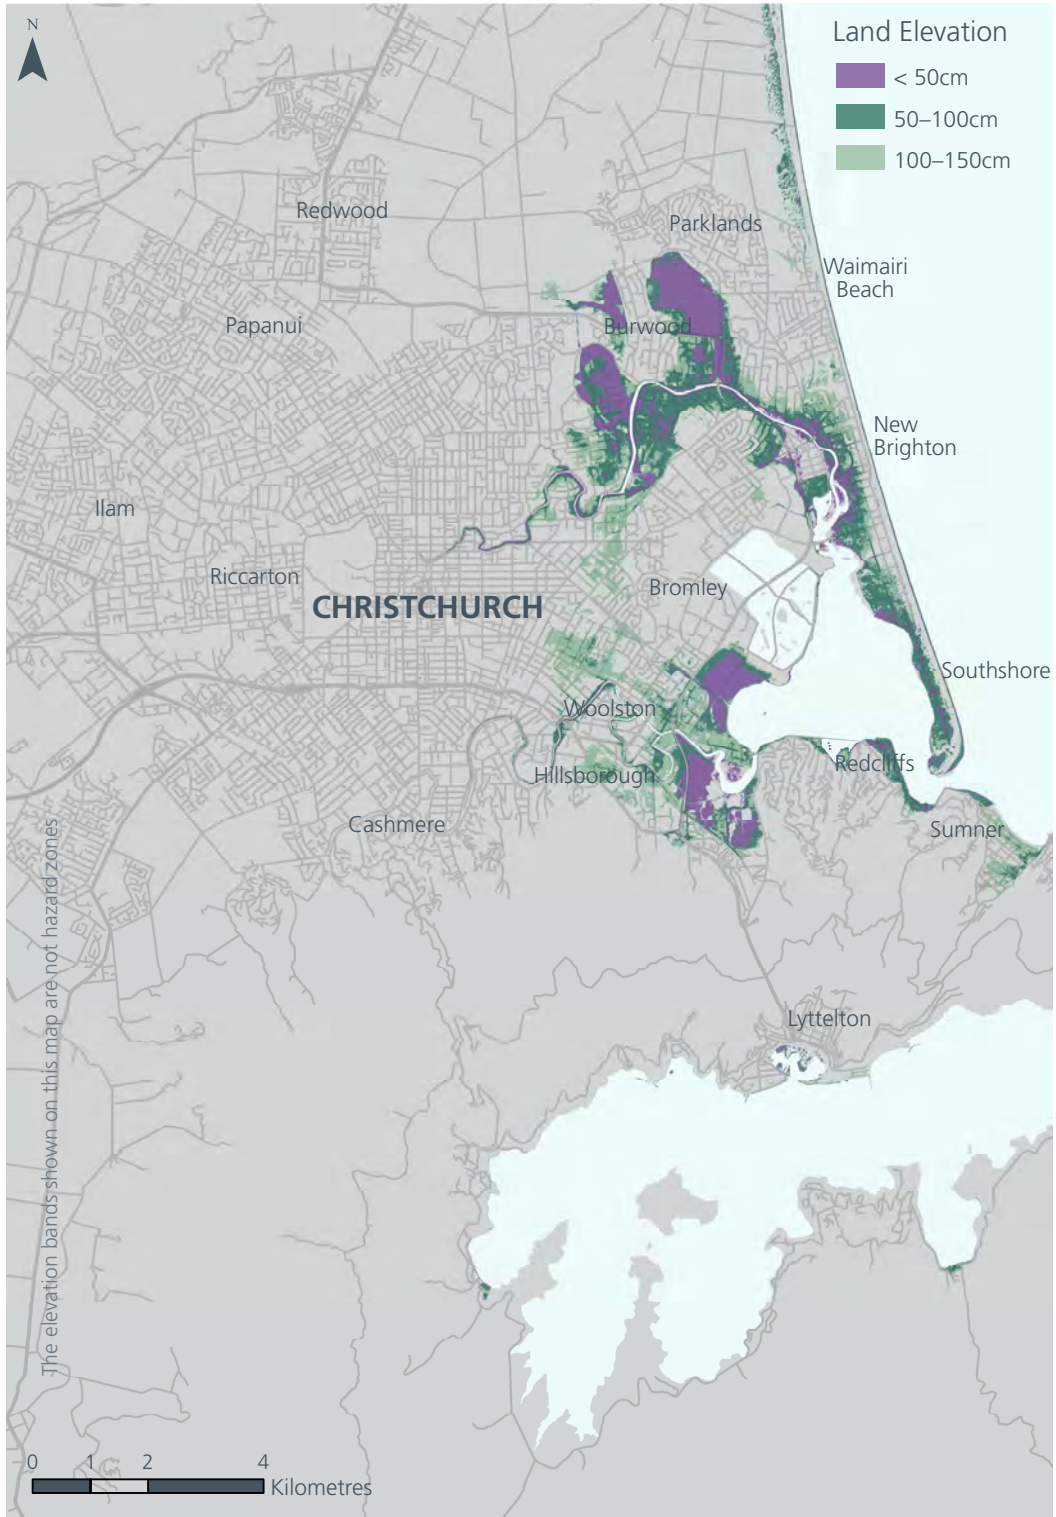 N
Land Elevation
< 50cm
50–100cm
100–150cm
Redwood
Parklands
Waimairi
Beach
Papanui
Burwood
New
Brighton
Ilam
Riccarton
Bromley
CHRISTCHURCH
Southshore
Woolston
Redcliffs
Hillsborough
Cashmere
Sumner
The elevation bands shown on this map are not hazard zones
Lyttelton
0 1 2 4
Kilometres